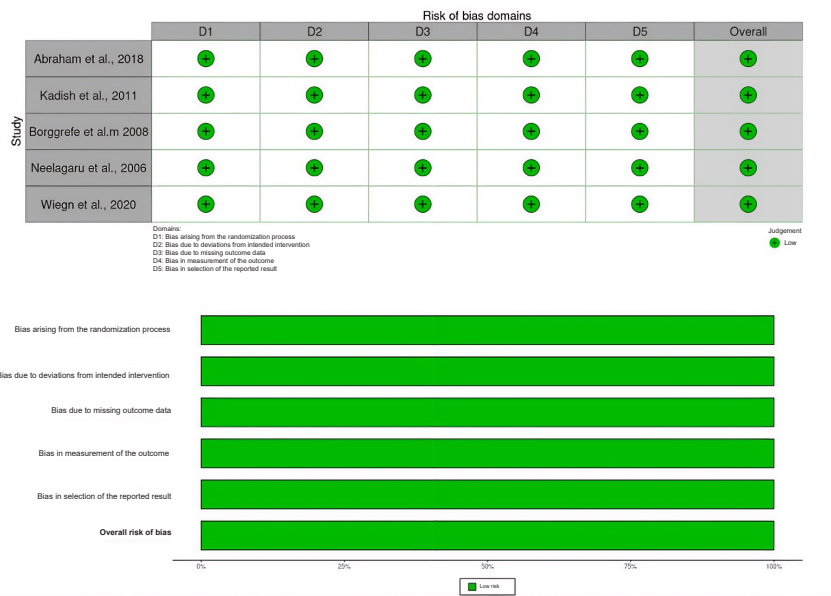 Risk of bias domains
D1 D2 D3 D4 D5 Overall
Study
Abraham et al., 2018
Kadish et al., 2011
Borggrefe et al.m 2008
Neelagaru et al., 2006
Wiegn et al., 2020
Domains:
D1: Bias arising from the randomization process
D2: Bias due to deviations from intended intervention
D3: Bias due to missing outcome data
D4: Bias in measurement of the outcome
D5: Bias in selection of the reported result
Judgement
Low
Bias arising from the randomization process
Bias due to deviations from intended intervention
Bias due to missing outcome data
Bias in measurement of the outcome
Bias in selection of the reported result
Overall risk of bias
0% 25% 50% 75% 100%
Low risk